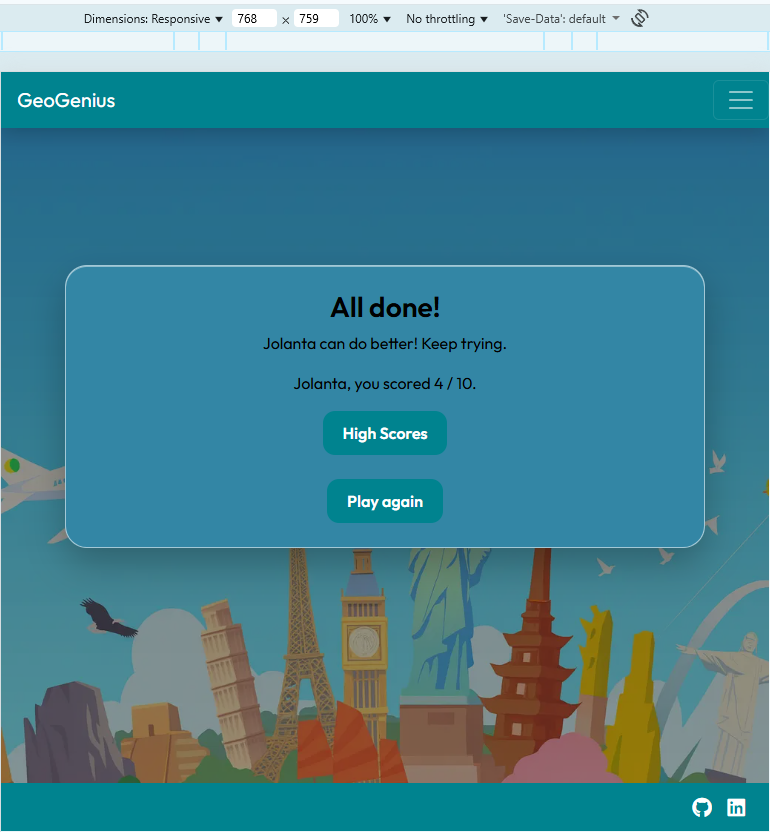 Dimensions: Responsive ▼ 768 × 759 100% ▼ No throttling ▼ 'Save-Data': default
GeoGenius
All done!
Jolanta can do better! Keep trying.
Jolanta, you scored 4 / 10.
High Scores
Play again
in